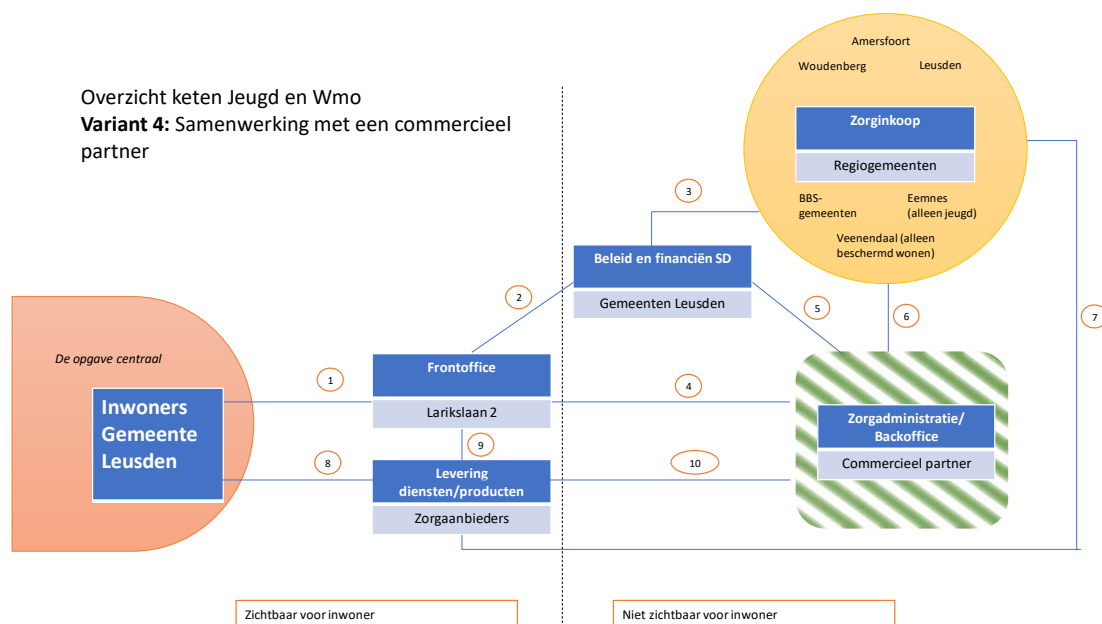 Overzicht keten Jeugd en Wmo
Variant 4: Samenwerking met een commercieel
partner
Amersfoort
Woudenberg
Leusden
Zorginkoop
Regiogemeenten
BBS-
gemeenten
Eemnes
(alleen jeugd)
Veenendaal (alleen
beschermd wonen)
3
Beleid en financiën SD
Gemeenten Leusden
2
5
6
7
De opgave centraal
Inwoners
Gemeente
Leusden
1
Frontoffice
Larikslaan 2
4
9
8
Levering
diensten/producten
Zorgaanbieders
10
Zorgadministratie/
Backoffice
Commercieel partner
Zichtbaar voor inwoner
Niet zichtbaar voor inwoner